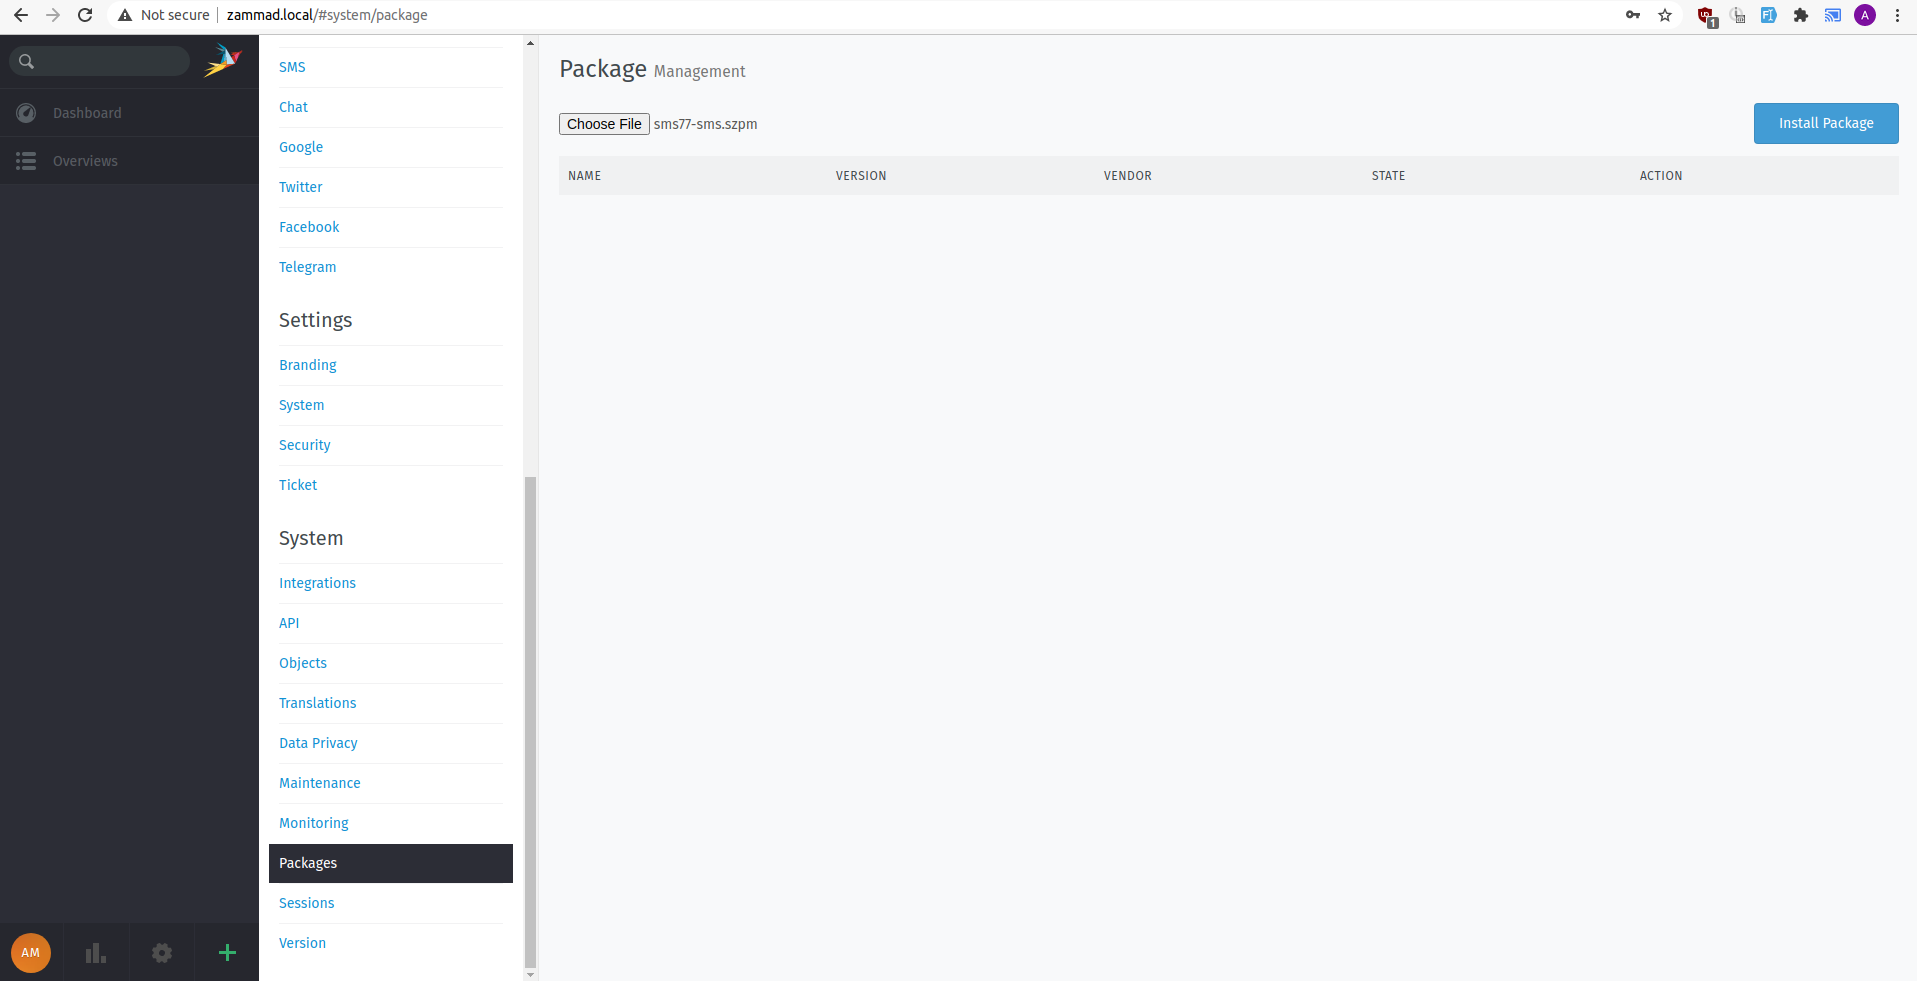 Not secure zammad.local/#system/package
1
A
Dashboard
Overviews
AM
SMS
Chat
Google
Twitter
Facebook
Telegram
Settings
Branding
System
Security
Ticket
System
Integrations
API
Objects
Translations
Data Privacy
Maintenance
Monitoring
Packages
Sessions
Version
Package Management
Choose File sms77-sms.szpm
Install Package
NAME VERSION VENDOR STATE ACTION